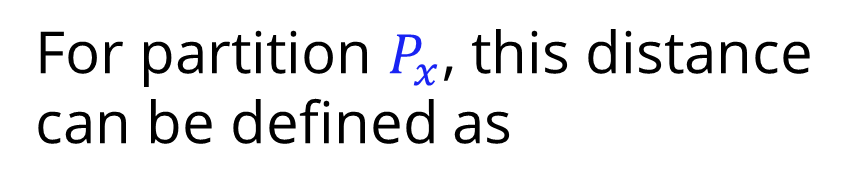 For partition Pₓ, this distance
can be defined as